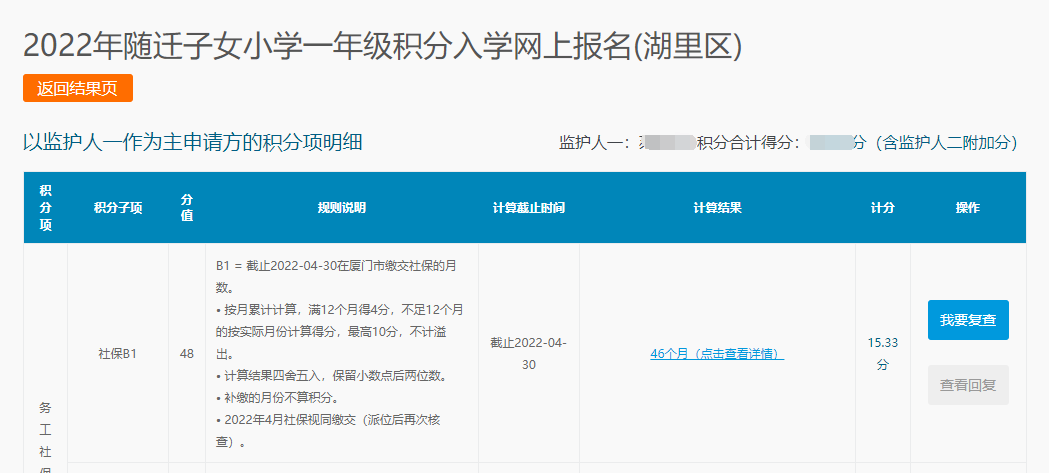 2022年随迁子女小学一年级积分入学网上报名(湖里区)
返回结果页
以监护人一作为主申请方的积分项明细
监护人一: 积分合计得分: 分（含监护人二附加分）
积
分
项
积分子项
分
值
规则说明
计算截止时间
计算结果
计分
操作
务
工
社
保
社保B1
48
B1 = 截止2022-04-30在厦门市缴交社保的月
数。
• 按月累计计算，满12个月得4分，不足12个月
的按实际月份计算得分，最高10分，不计溢
出。
• 计算结果四舍五入，保留小数点后两位数。
• 补缴的月份不算积分。
• 2022年4月社保视同缴交（派位后再次核
查）。
截止2022-04-
30
46个月（点击查看详情）
15.33
分
我要复查
查看回复